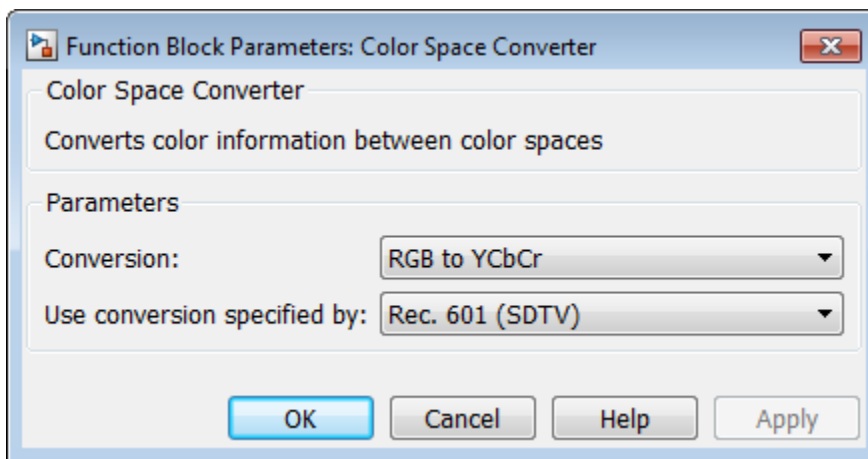 Function Block Parameters: Color Space Converter
Color Space Converter
Converts color information between color spaces
Parameters
Conversion: RGB to YCbCr
Use conversion specified by: Rec. 601 (SDTV)
OK Cancel Help Apply